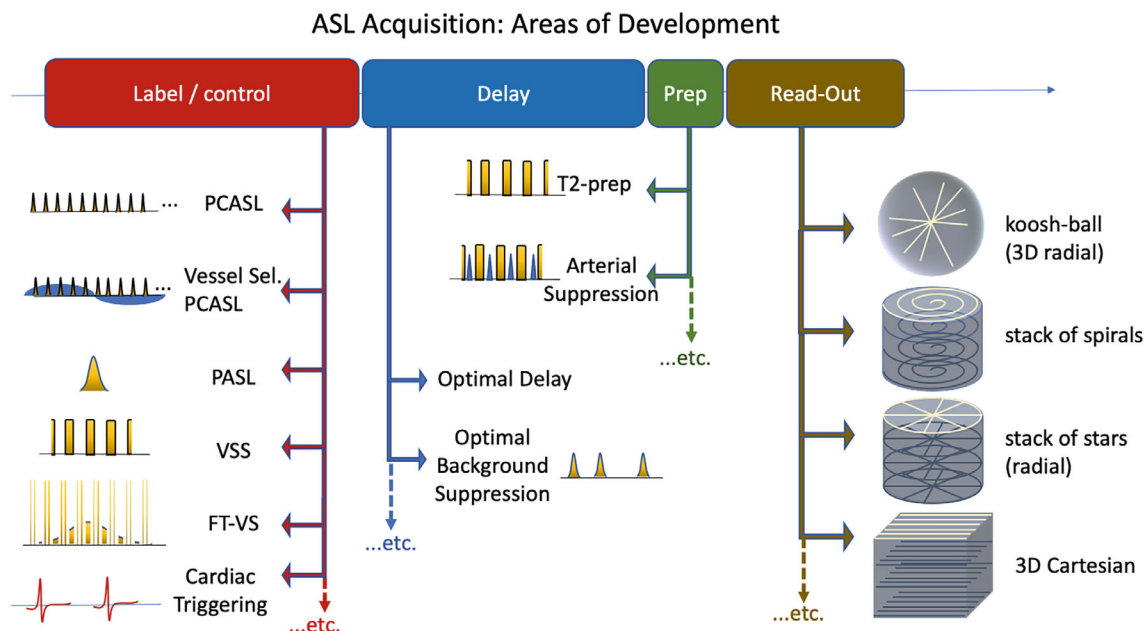 ASL Acquisition: Areas of Development
Label / control
Delay
Prep
Read-Out
...
PCASL
...
Vessel Sel.
PCASL
PASL
VSS
FT-VS
Cardiac
Triggering
...etc.
Optimal Delay
Optimal
Background
Suppression
...etc.
T2-prep
Arterial
Suppression
...etc.
koosh-ball
(3D radial)
stack of spirals
stack of stars
(radial)
3D Cartesian
...etc.